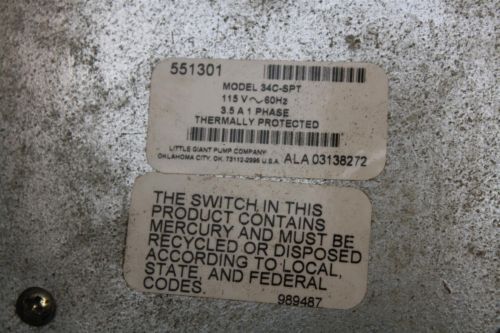 551301
MODEL 34C-SPT
115 V ~ 60Hz
3.5 A 1 PHASE
THERMALLY PROTECTED
LITTLE GIANT PUMP COMPANY
OKLAHOMA CITY, OK. 73112-2996 U.S.A. ALA 03138272
THE SWITCH IN THIS
PRODUCT CONTAINS
MERCURY AND MUST BE
RECYCLED OR DISPOSED
ACCORDING TO LOCAL,
STATE, AND FEDERAL
CODES.
989487